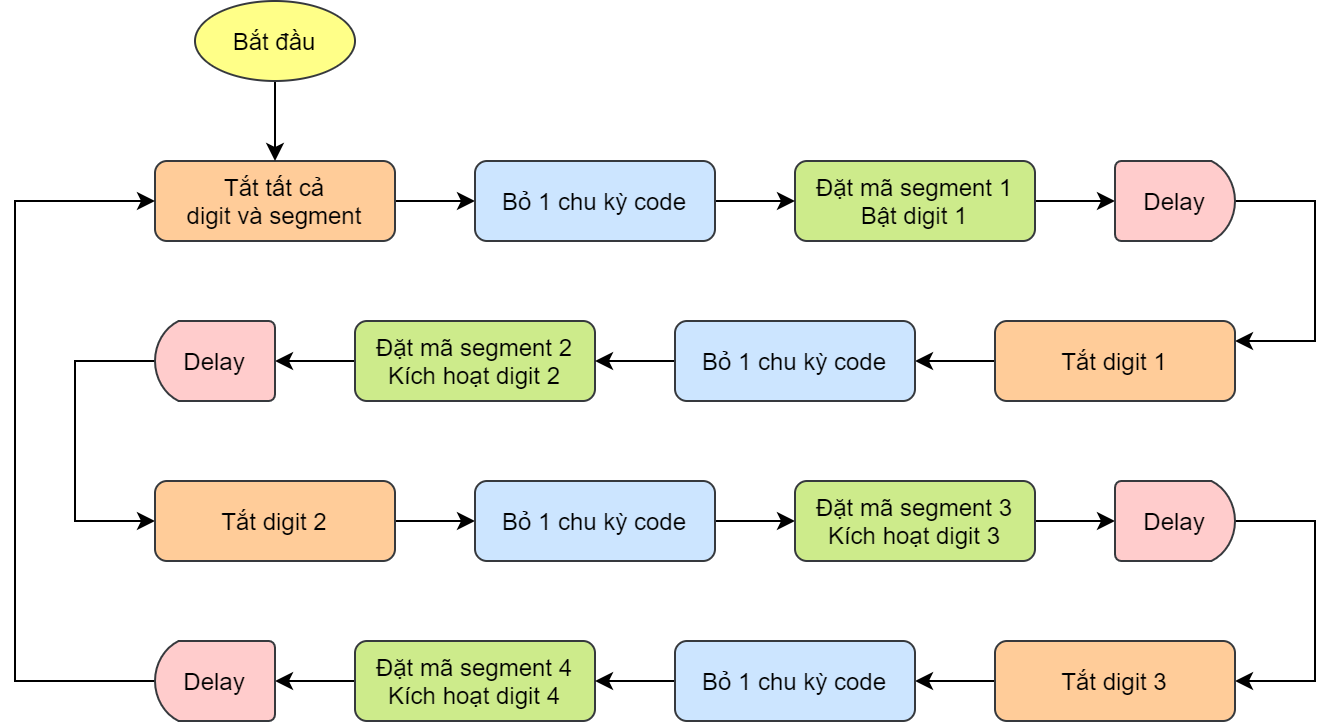 Bắt đầu
Tắt tất cả
digit và segment
Bỏ 1 chu kỳ code
Đặt mã segment 1
Bật digit 1
Delay
Tắt digit 1
Bỏ 1 chu kỳ code
Đặt mã segment 2
Kích hoạt digit 2
Delay
Tắt digit 2
Bỏ 1 chu kỳ code
Đặt mã segment 3
Kích hoạt digit 3
Delay
Tắt digit 3
Bỏ 1 chu kỳ code
Đặt mã segment 4
Kích hoạt digit 4
Delay